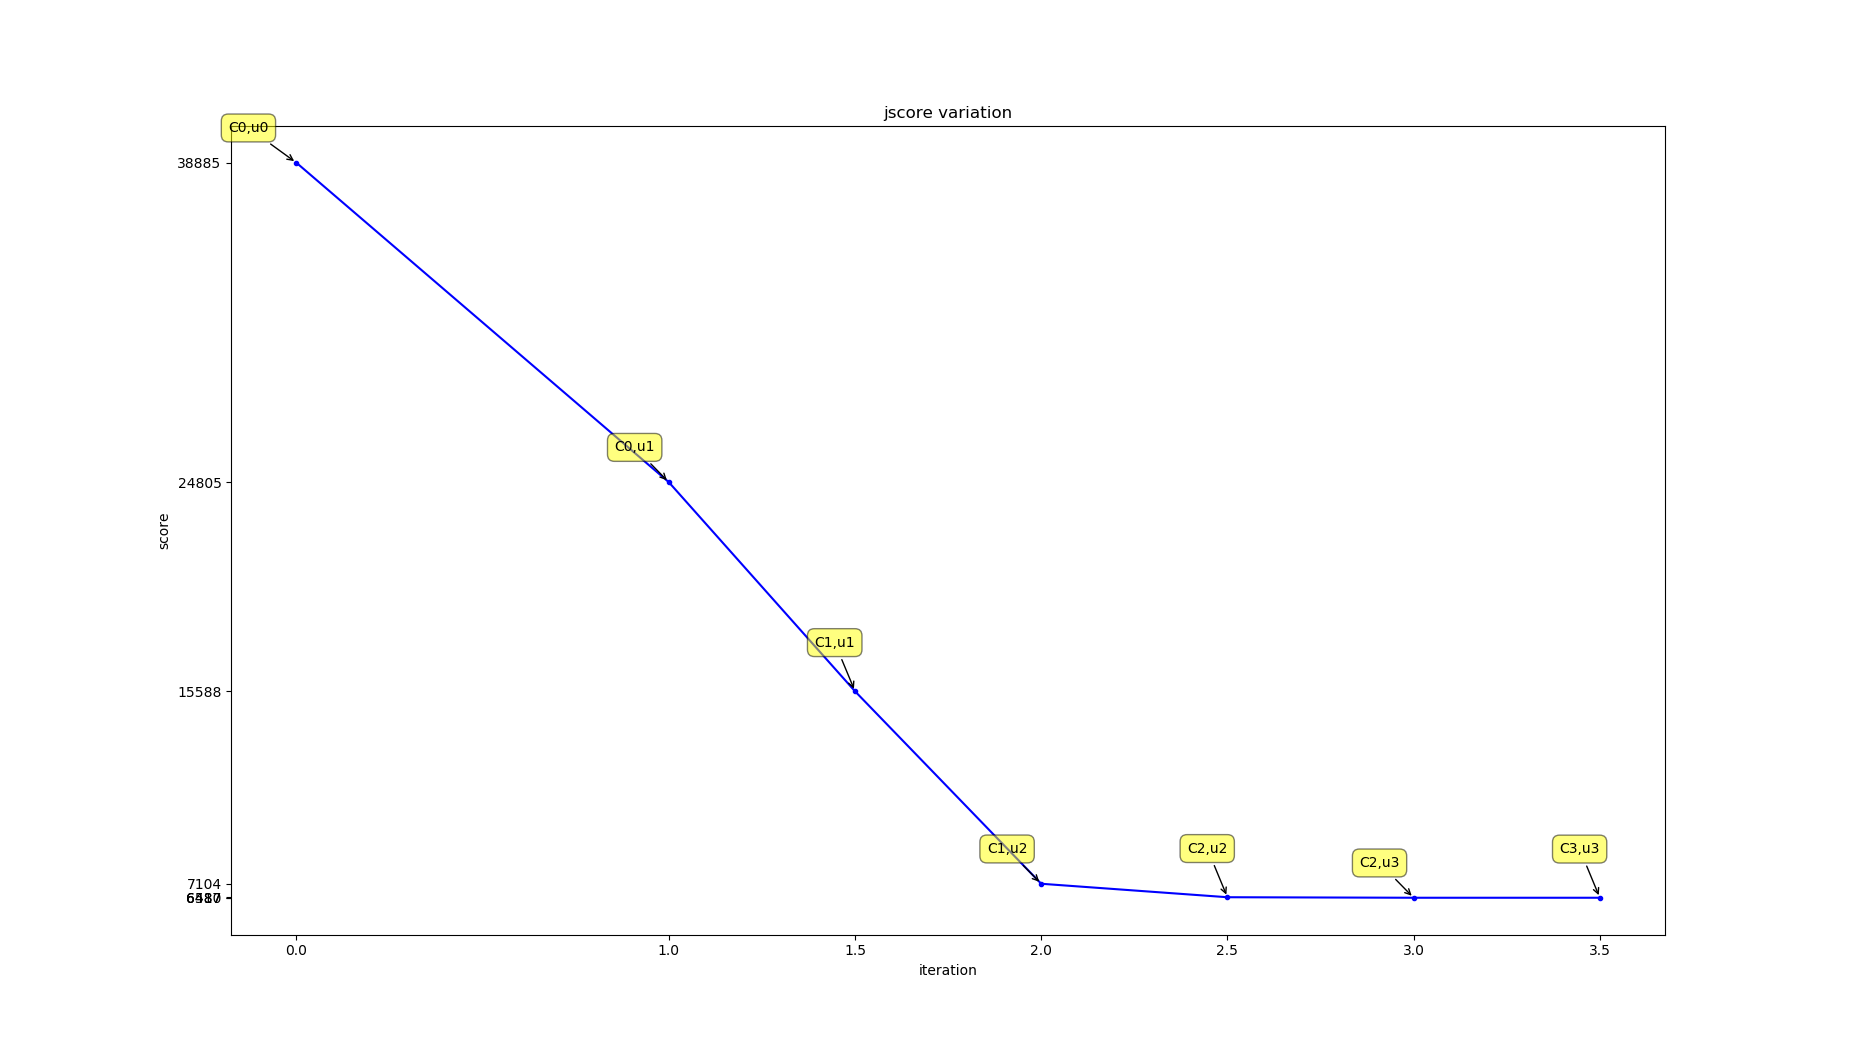 jscore variation
C0,u0
38885
C0,u1
24805
score
C1,u1
15588
C1,u2
C2,u2
C2,u3
C3,u3
7104
0.0
1.0
1.5
2.0
2.5
3.0
3.5
iteration